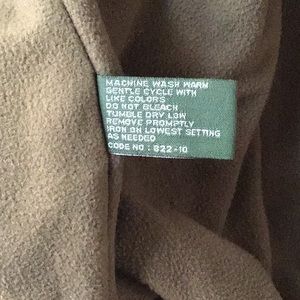 MACHINE WASH WARM
GENTLE CYCLE WITH
LIKE COLORS
DO NOT BLEACH
TUMBLE DRY LOW
REMOVE PROMPTLY
IRON ON LOWEST SETTING
AS NEEDED
CODE NO : 822-10